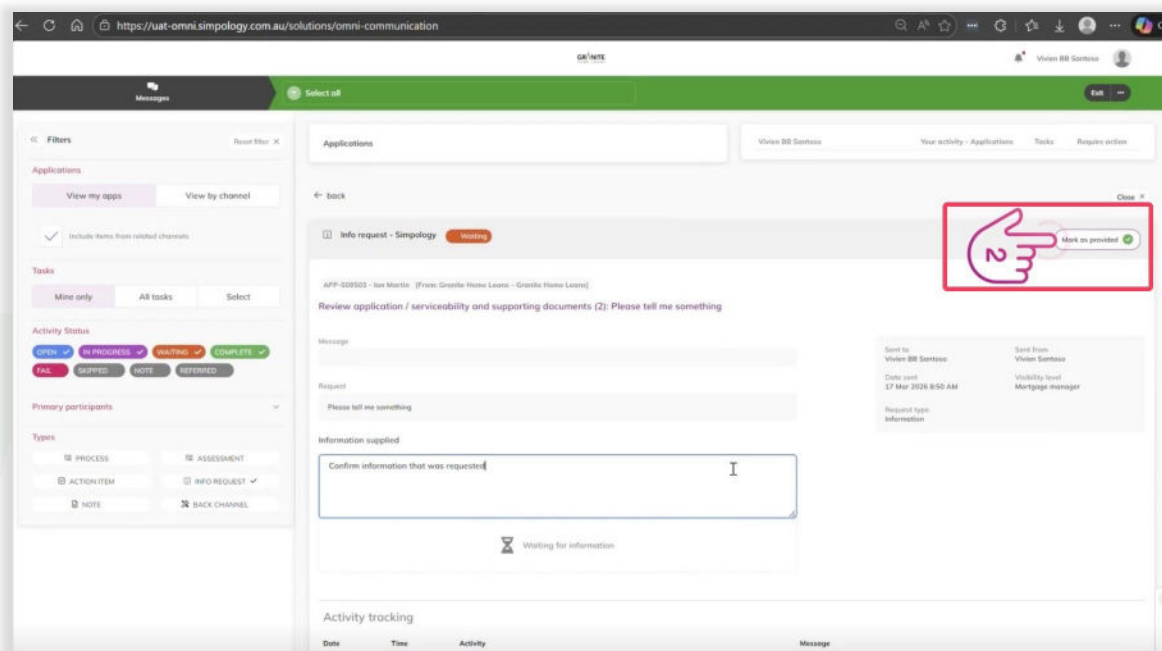 https://uat-omni.simpology.com.au/solutions/omni-communication
GRANITE
Vivien BB Santoso
Messages
Select all
Exit
Filters
Reset filter
Applications
View my apps
View by channel
Include items from related channels
Tasks
Mine only
All tasks
Select
Activity Status
OPEN
IN PROGRESS
WAITING
COMPLETE
FAIL
SKIPPED
NOTE
REFERRED
Primary participants
Types
PROCESS
ASSESSMENT
ACTION ITEM
INFO REQUEST
NOTE
BACK CHANNEL
Applications
Vivien BB Santoso
Your activity - Applications
Tasks
Require action
back
Close
Info request - Simpology
Waiting
2
Mark as provided
APP-508503 - Ian Martin [From: Granite Home Loans - Granite Home Loans]
Review application / serviceability and supporting documents (2): Please tell me something
Message
Request
Please tell me something
Information supplied
Confirm information that was requested
Waiting for information
Sent to
Vivien BB Santoso
Sent from
Vivien Santoso
Date sent
17 Mar 2026 8:50 AM
Visibility level
Mortgage manager
Request type
Information
Activity tracking
Date
Time
Activity
Message